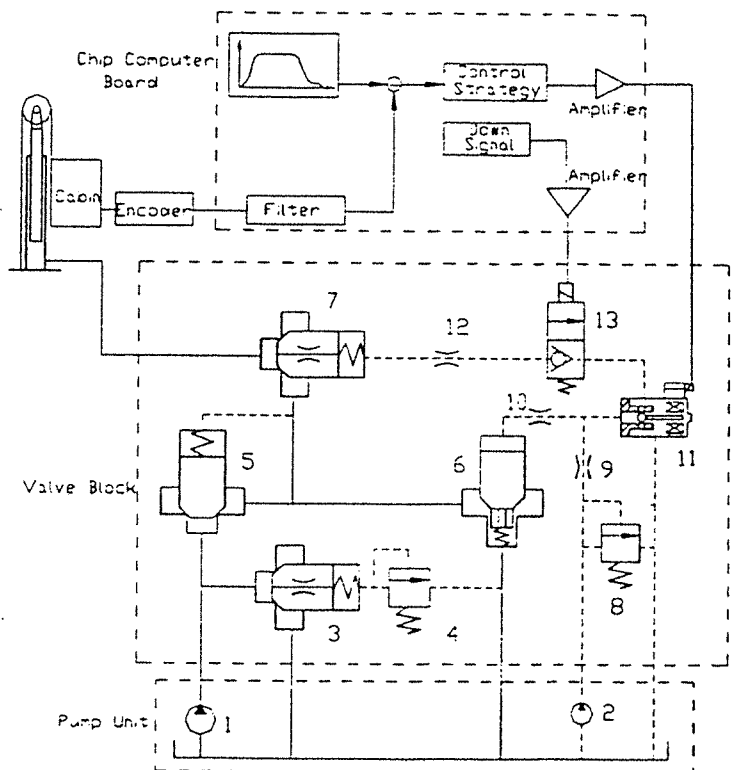 Chip Computer
Board
Control
Strategy
Amplifier
Down
Signal
Amplifier
Cabin
Encoder
Filter
7
12
13
10
5
6
9
11
Valve Block
8
3
4
Pump Unit
1
2